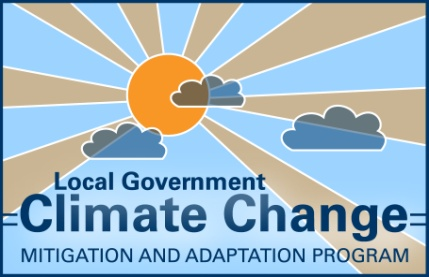 Local Government
Climate Change
MITIGATION AND ADAPTATION PROGRAM